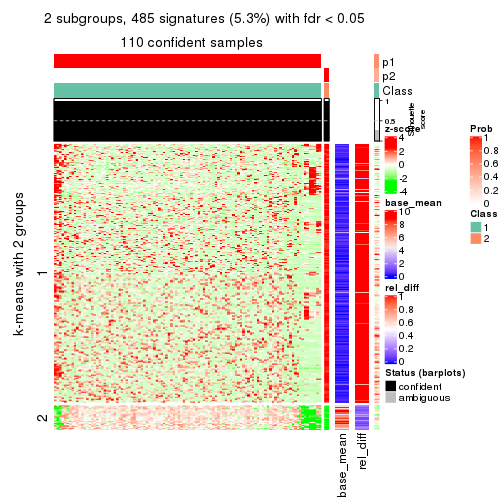 2 subgroups, 485 signatures (5.3%) with fdr < 0.05
110 confident samples
p1
p2
Class
1
0.5
0
Silhouette
score
k-means with 2 groups
1
2
base_mean
rel_diff
z-score
4
2
0
-2
-4
base_mean
10
8
6
4
2
0
rel_diff
1
0.8
0.6
0.4
0.2
0
Status (barplots)
confident
ambiguous
Prob
1
0.8
0.6
0.4
0.2
0
Class
1
2